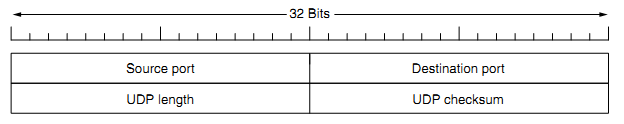 32 Bits
Source port Destination port
UDP length UDP checksum